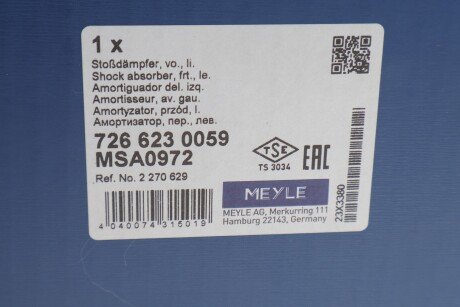 1 x
Stoßdämpfer, vo., li.
Shock absorber, frt., le.
Amortiguador del. izq.
Amortisseur, av. gau.
Amortyzator, przód, l.
Амортизатор, пер., лев.
726 623 0059
MSA0972
Ref. No. 2 270 629
TSE
TS 3034
EAC
MEYLE
MEYLE AG, Merkurring 111
Hamburg 22143, Germany
4 040074 315019
23X3380